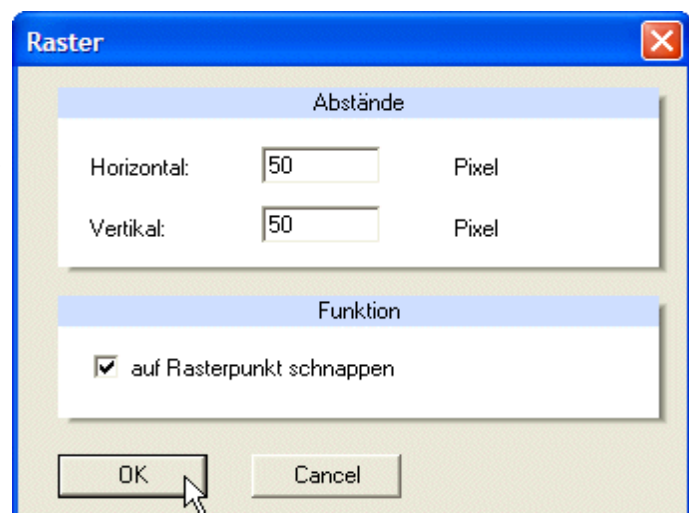 Raster
Abstände
Horizontal: 50 Pixel
Vertikal: 50 Pixel
Funktion
auf Rasterpunkt schnappen
OK Cancel